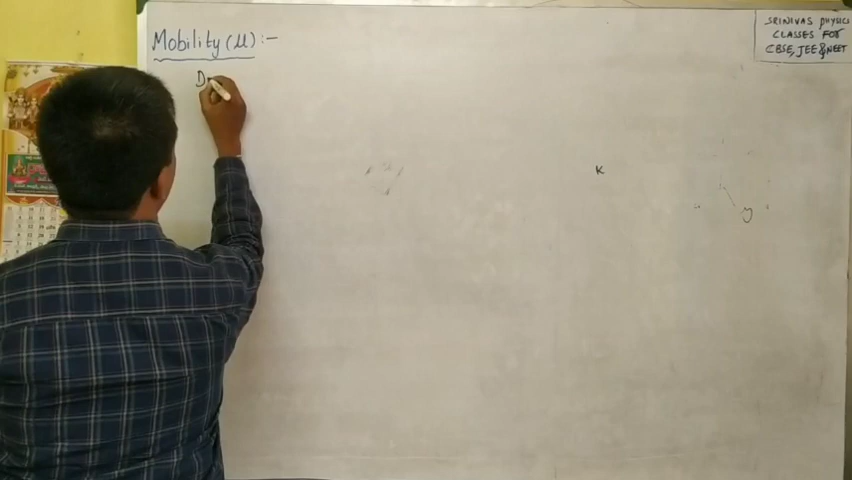 Mobility (μ) :-
SRINIVAS PHYSICS
CLASSES FOR
CBSE, JEE & NEET
D
K